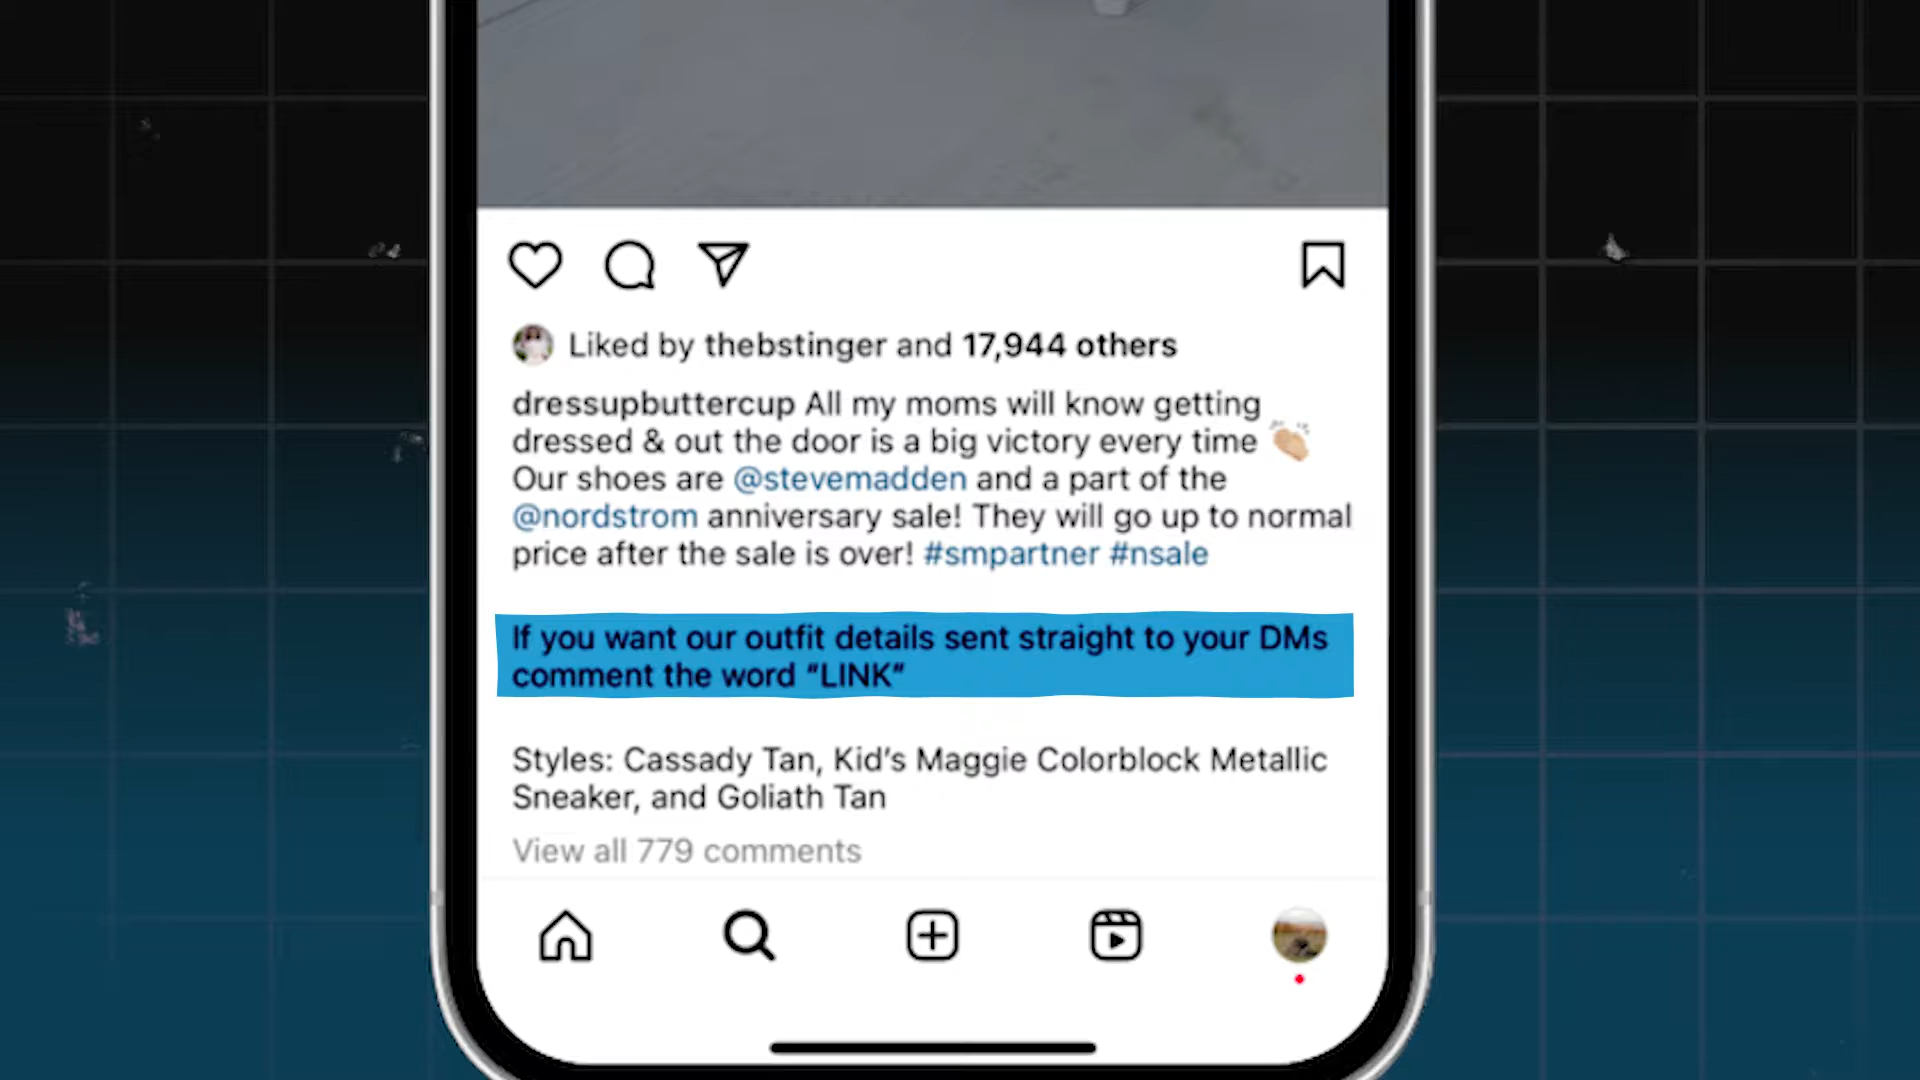 Liked by thebstinger and 17,944 others
dressupbuttercup All my moms will know getting
dressed & out the door is a big victory every time 👏🏼
Our shoes are @stevemadden and a part of the
@nordstrom anniversary sale! They will go up to normal
price after the sale is over! #smpartner #nsale
If you want our outfit details sent straight to your DMs
comment the word “LINK”
Styles: Cassady Tan, Kid’s Maggie Colorblock Metallic
Sneaker, and Goliath Tan
View all 779 comments